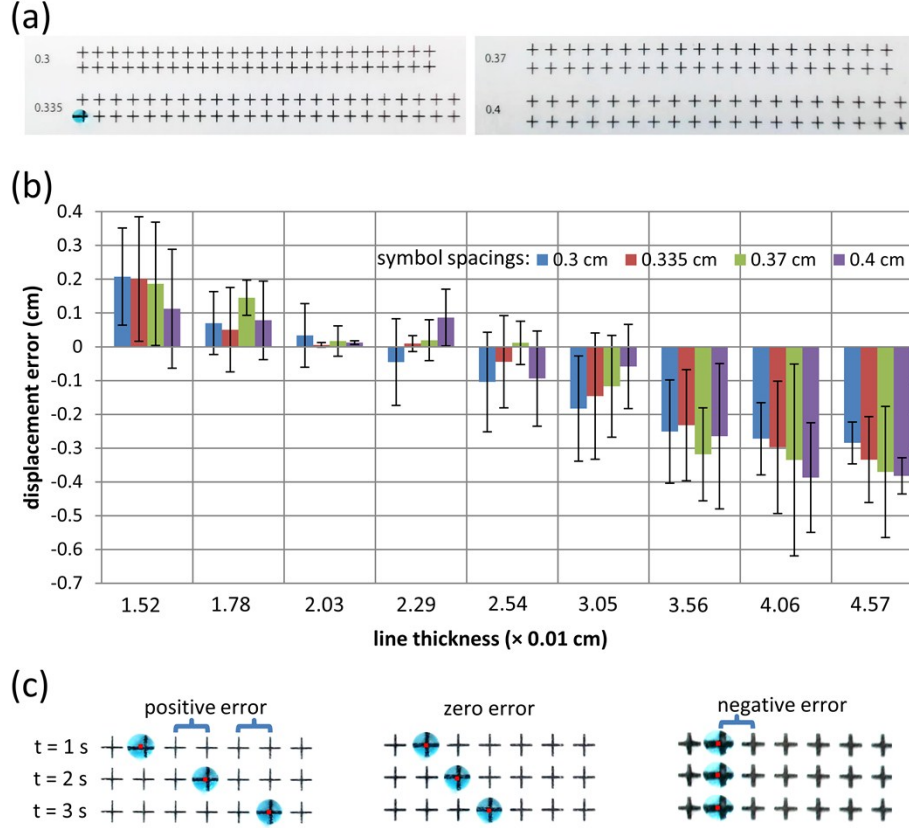 (a)
0.3
0.335
0.37
0.4
(b)
0.4
0.3
0.2
0.1
0
-0.1
-0.2
-0.3
-0.4
-0.5
-0.6
-0.7
displacement error (cm)
symbol spacings: 0.3 cm 0.335 cm 0.37 cm 0.4 cm
1.52 1.78 2.03 2.29 2.54 3.05 3.56 4.06 4.57
line thickness (× 0.01 cm)
(c)
positive error zero error negative error
t = 1 s
t = 2 s
t = 3 s